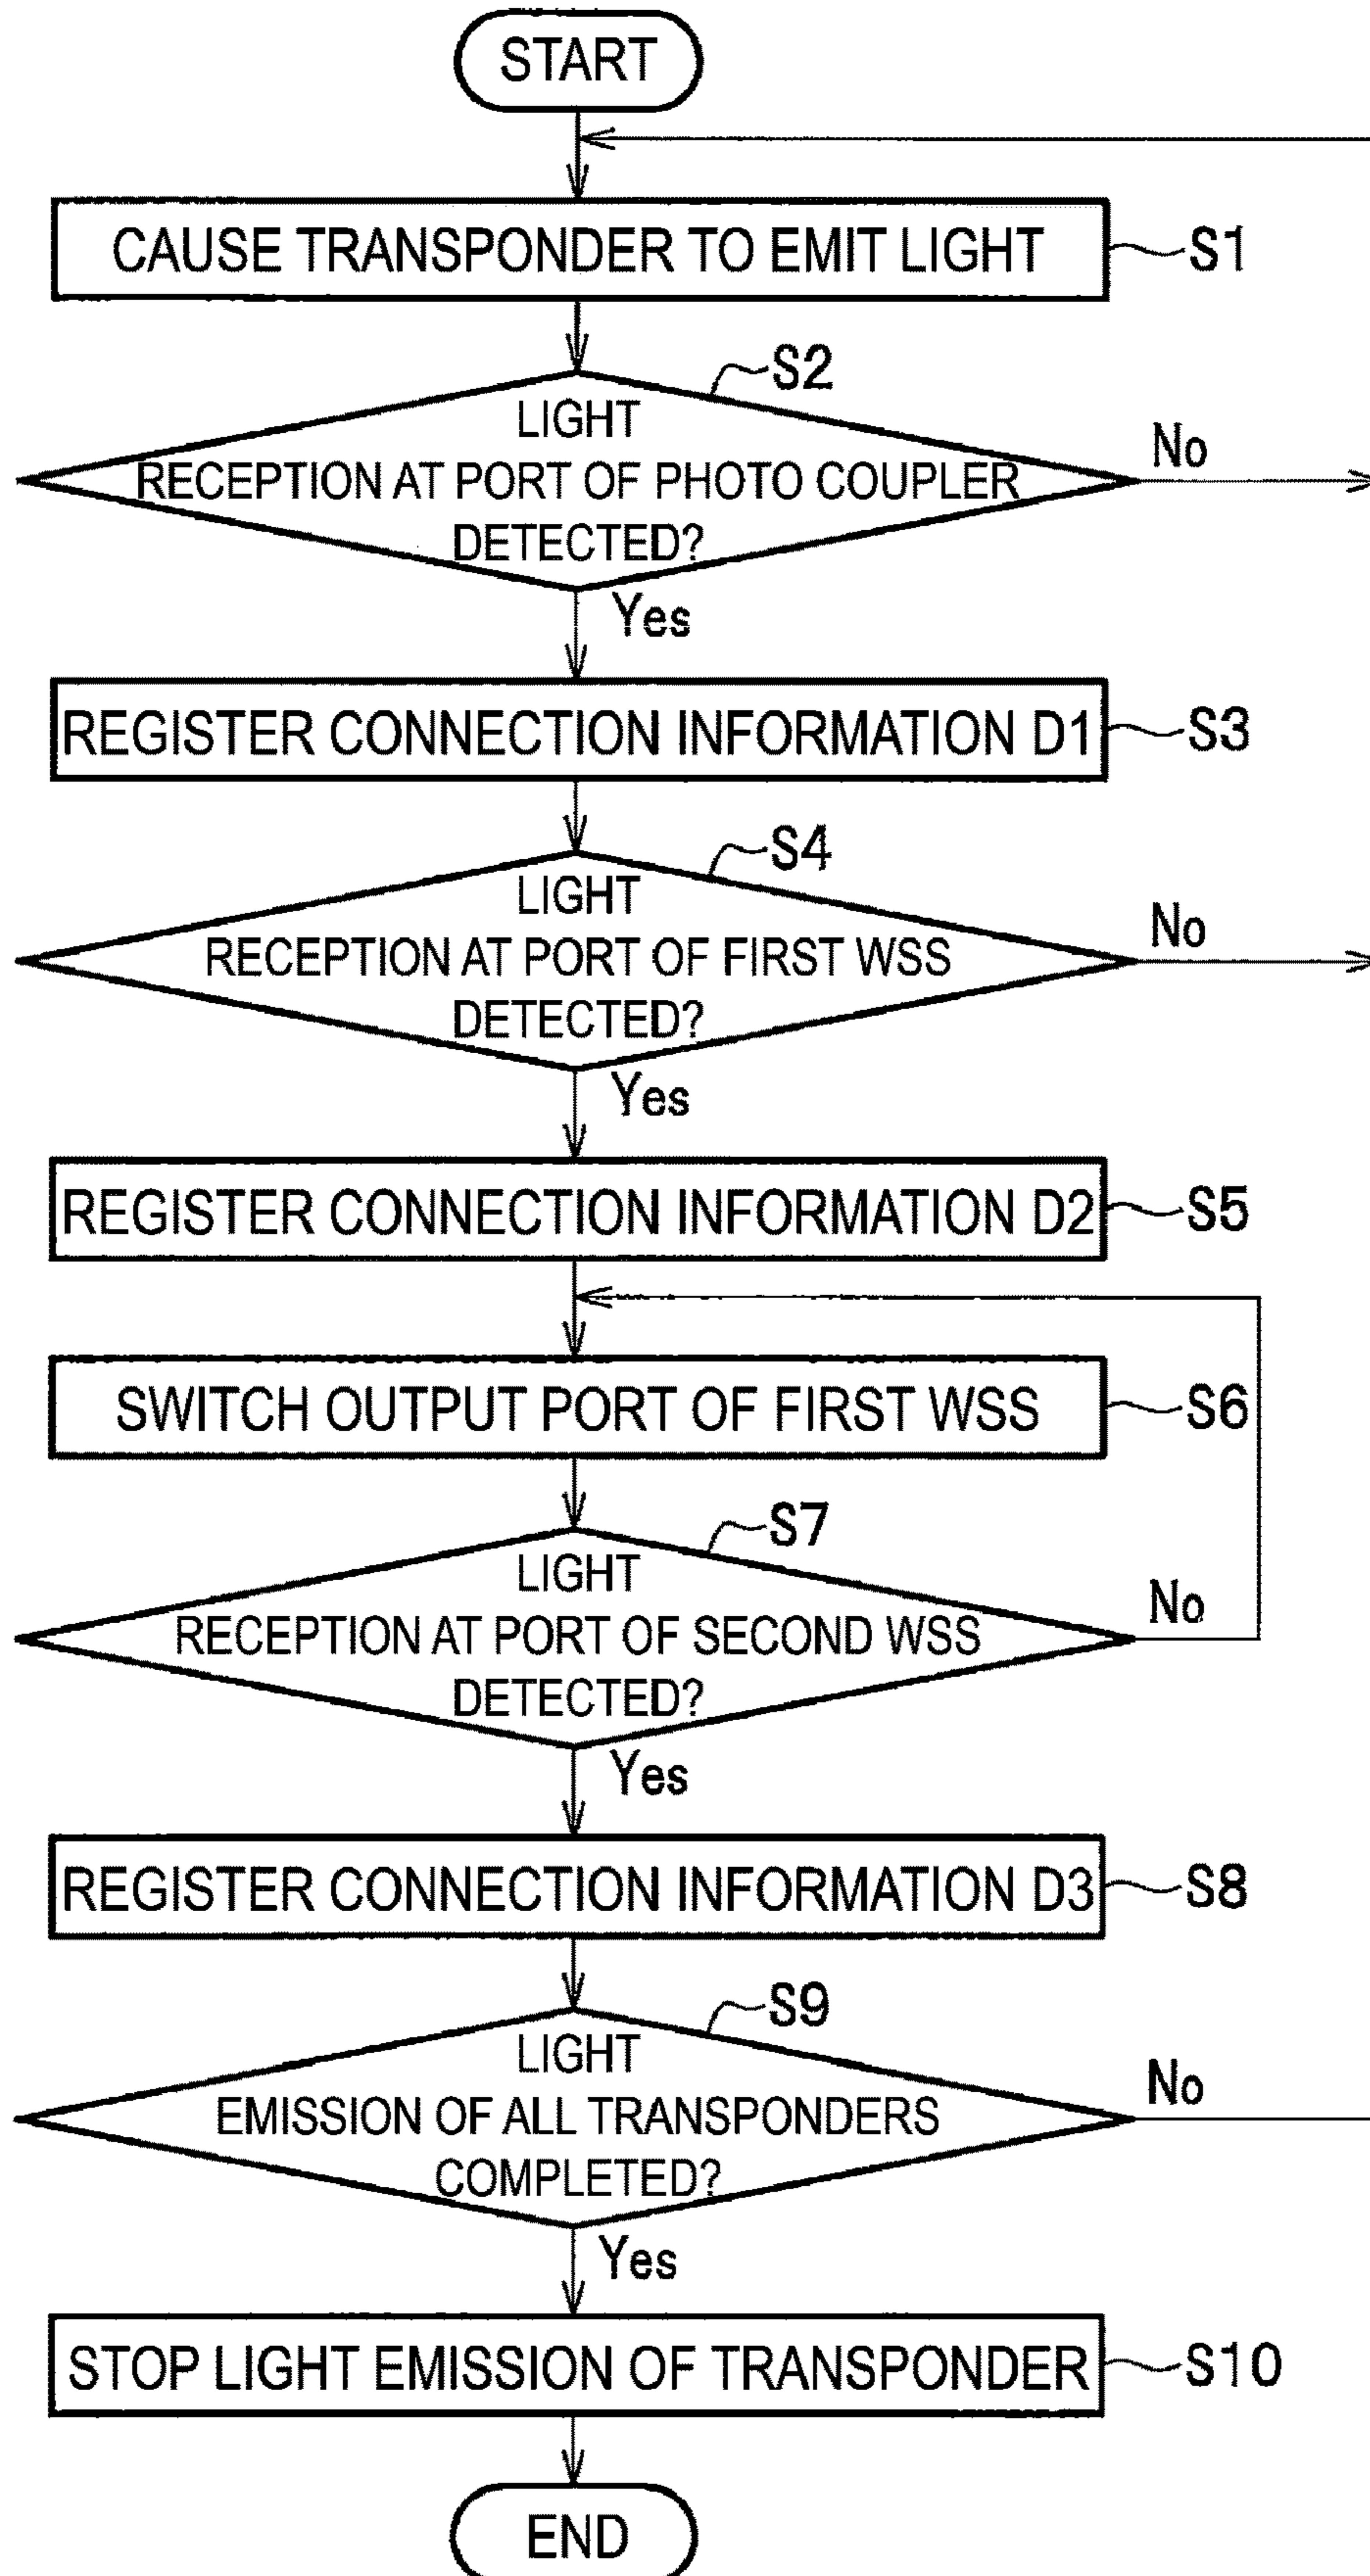 START
CAUSE TRANSPONDER TO EMIT LIGHT
S1
S2
LIGHT
RECEPTION AT PORT OF PHOTO COUPLER
DETECTED?
No
Yes
REGISTER CONNECTION INFORMATION D1
S3
S4
LIGHT
RECEPTION AT PORT OF FIRST WSS
DETECTED?
No
Yes
REGISTER CONNECTION INFORMATION D2
S5
SWITCH OUTPUT PORT OF FIRST WSS
S6
S7
LIGHT
RECEPTION AT PORT OF SECOND WSS
DETECTED?
No
Yes
REGISTER CONNECTION INFORMATION D3
S8
S9
LIGHT
EMISSION OF ALL TRANSPONDERS
COMPLETED?
No
Yes
STOP LIGHT EMISSION OF TRANSPONDER
S10
END